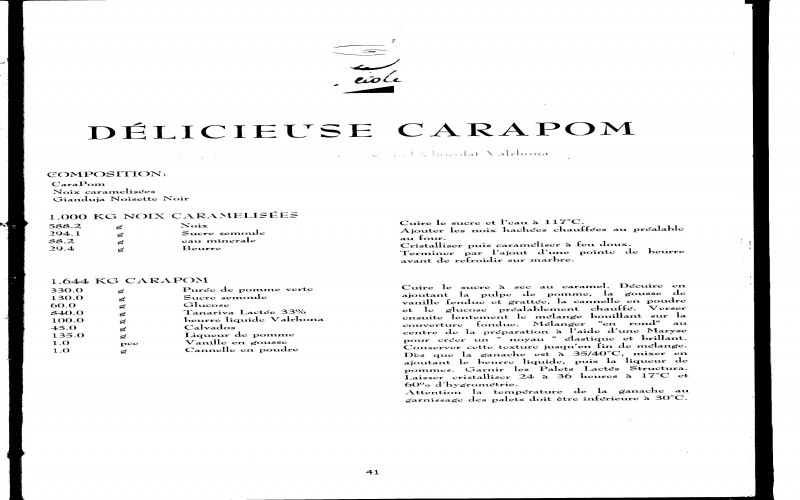 école
DÉLICIEUSE CARAPOM
Valrhona
COMPOSITION:
CaraPom
Noix caramelisées
Gianduja Noisette Noir
1.000 KG NOIX CARAMELISÉES
588.2 g Noix
294.1 g Sucre semoule
88.2 g eau minerale
29.4 g Beurre
Cuire le sucre et l'eau à 117°C.
Ajouter les noix hachées chauffées au préalable
au four.
Cristalliser puis caraméliser à feu doux.
Terminer par l'ajout d'une pointe de beurre
avant de refroidir sur marbre.
1.644 KG CARAPOM
330.0 g Purée de pomme verte
130.0 g Sucre semoule
60.0 g Glucose
840.0 g Tanariva Lactée 33%
100.0 g beurre liquide Valrhona
45.0 g Calvados
135.0 g Liqueur de pomme
1.0 pce Vanille en gousse
1.0 g Cannelle en poudre
Cuire le sucre à sec au caramel. Décuire en
ajoutant la pulpe de pomme, la gousse de
vanille fendue et grattée, la cannelle en poudre
et le glucose préalablement chauffé. Verser
ensuite lentement le mélange bouillant sur la
couverture fondue. Mélanger "en rond" au
centre de la préparation à l'aide d'une Maryse
pour créer un " noyau " élastique et brillant.
Conserver cette texture jusqu'en fin de mélange.
Dès que la ganache est à 35/40°C, mixer en
ajoutant le beurre liquide, puis la liqueur de
pommes. Garnir les Palets Lactés Structura.
Laisser cristalliser 24 à 36 heures à 17°C et
60% d'hygrométrie.
Attention la température de la ganache au
garnissage des palets doit être inférieure à 30°C.
41